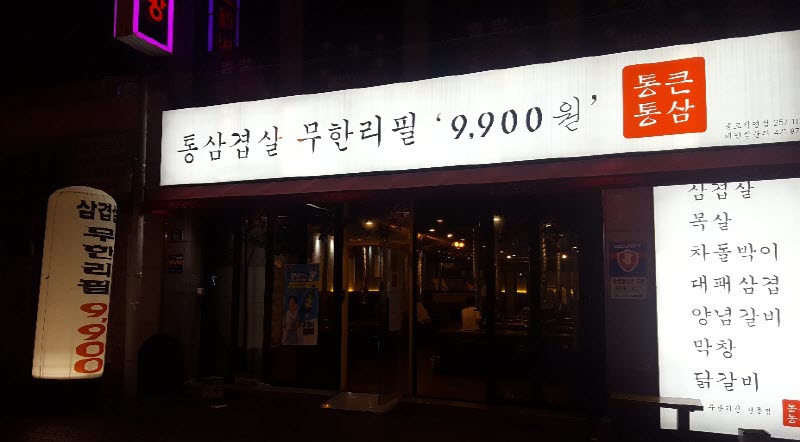 통삼겹살 무한리필 '9,900원'
통큰
통삼
삼겹살
무한리필
9,900
삼겹살
목살
차돌박이
대패삼겹
양념갈비
막창
닭갈비